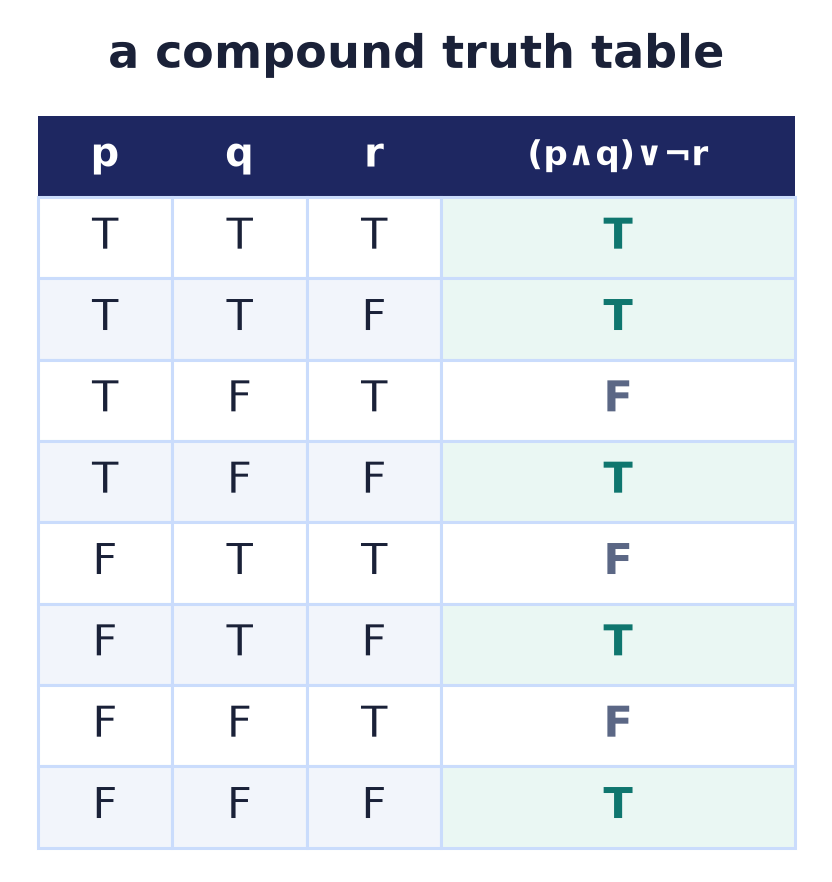 a compound truth table
p q r (p∧q)∨¬r
T T T T
T T F T
T F T F
T F F T
F T T F
F T F T
F F T F
F F F T